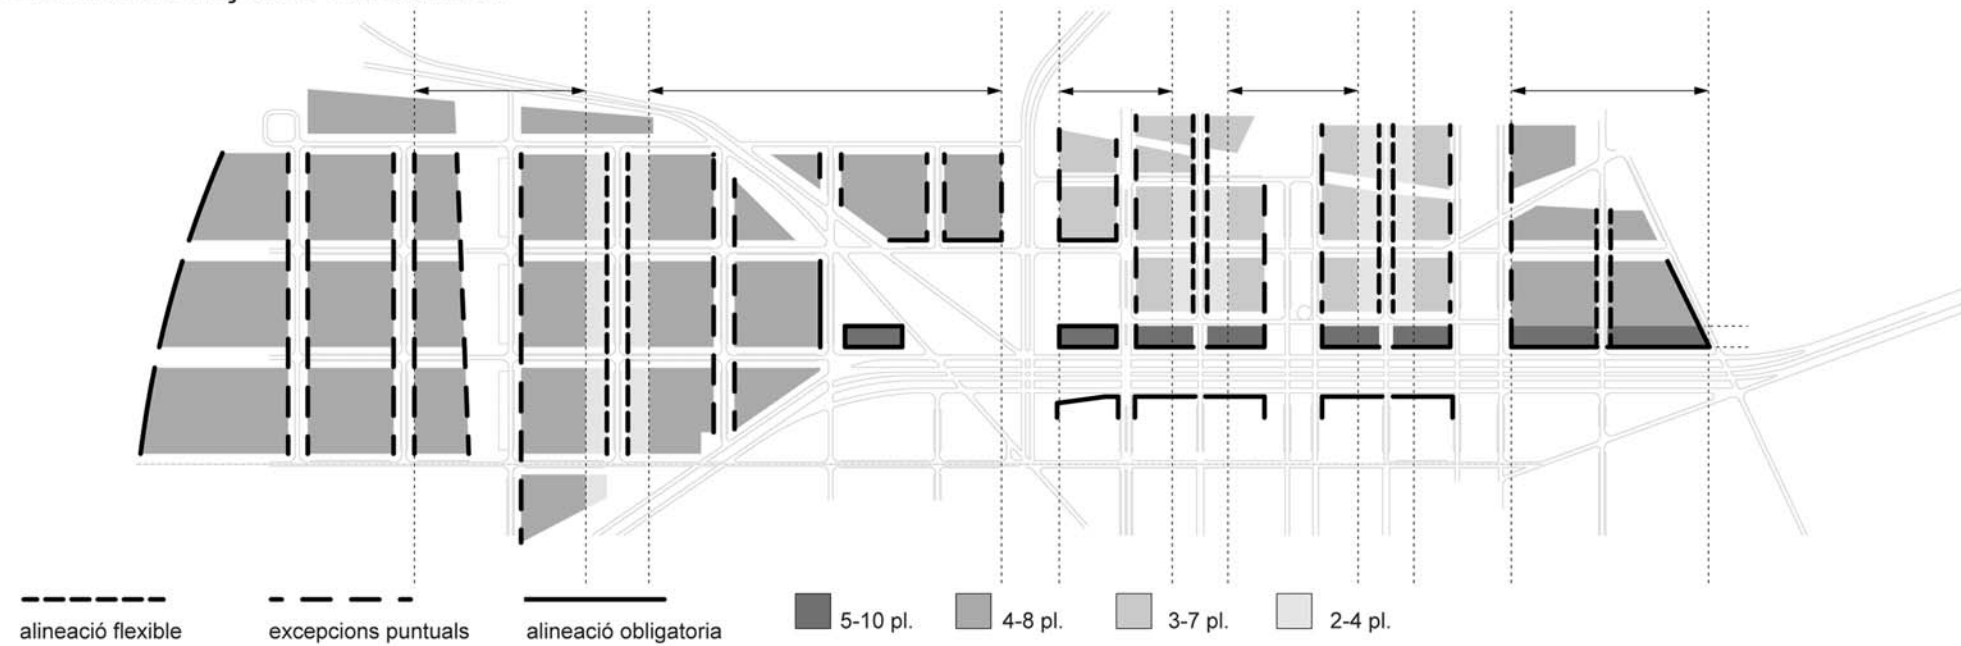 alineació flexible
excepcions puntuals
alineació obligatoria
5-10 pl.
4-8 pl.
3-7 pl.
2-4 pl.